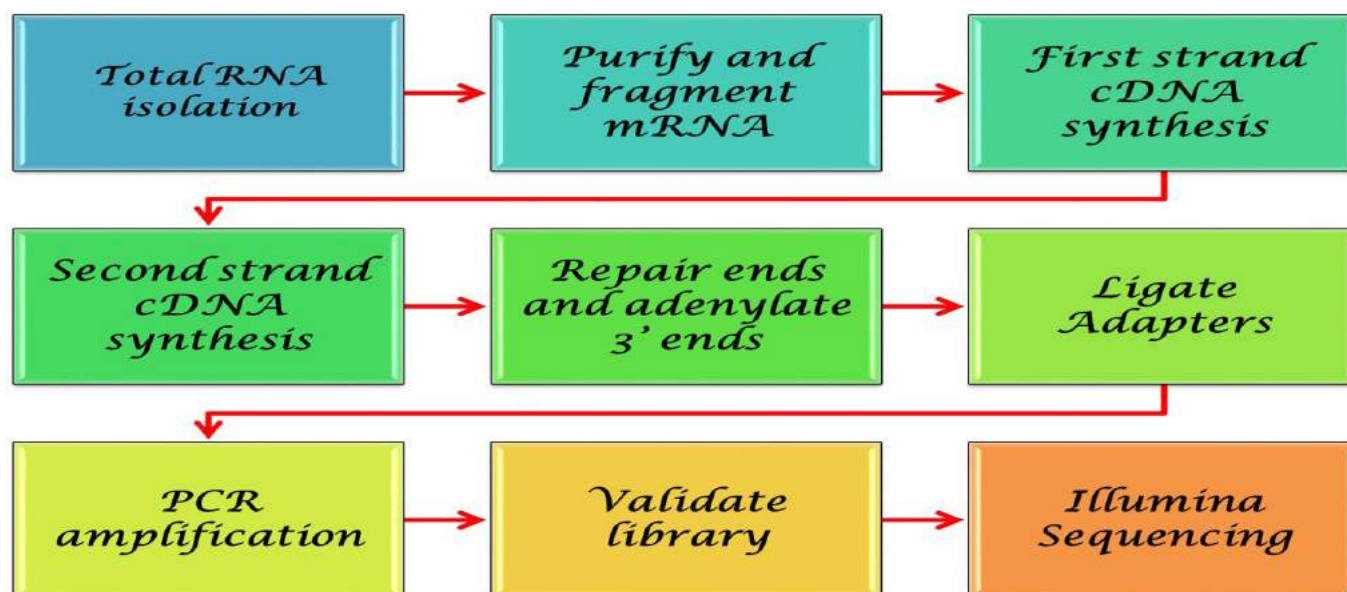 Total RNA
isolation
Purify and
fragment
mRNA
First strand
cDNA
synthesis
Second strand
cDNA
synthesis
Repair ends
and adenylate
3’ ends
Ligate
Adapters
PCR
amplification
Validate
library
Illumina
Sequencing